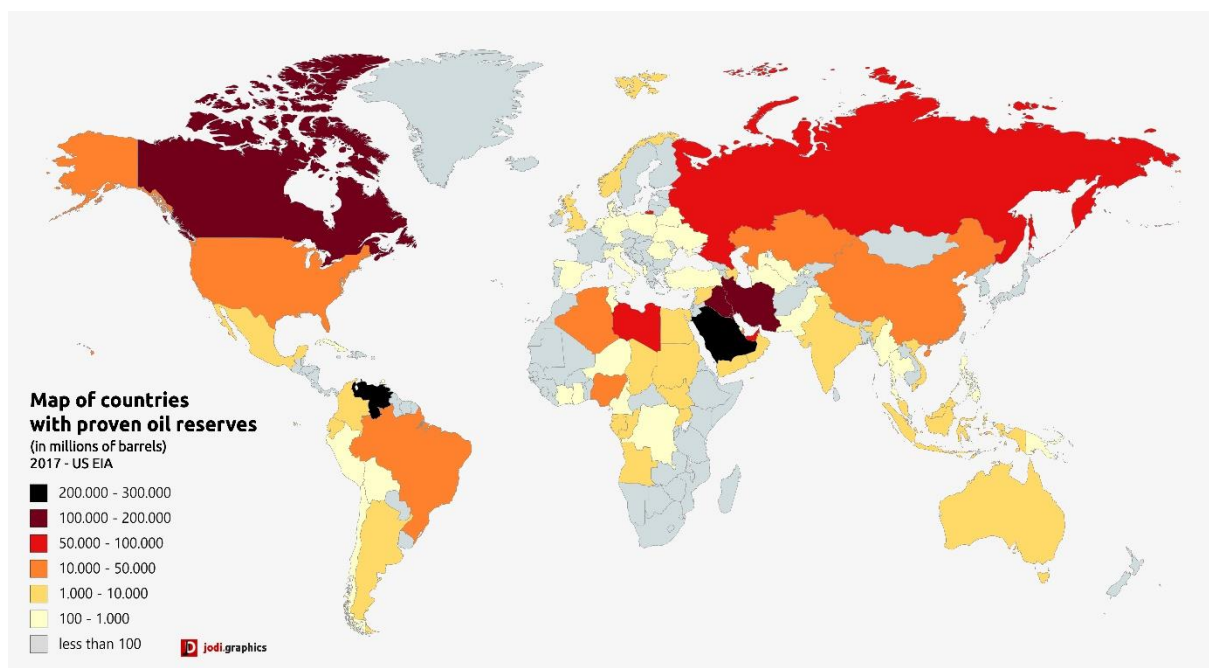 Map of countries
with proven oil reserves
(in millions of barrels)
2017 - US EIA
200.000 - 300.000
100.000 - 200.000
50.000 - 100.000
10.000 - 50.000
1.000 - 10.000
100 - 1.000
less than 100
jodi.graphics